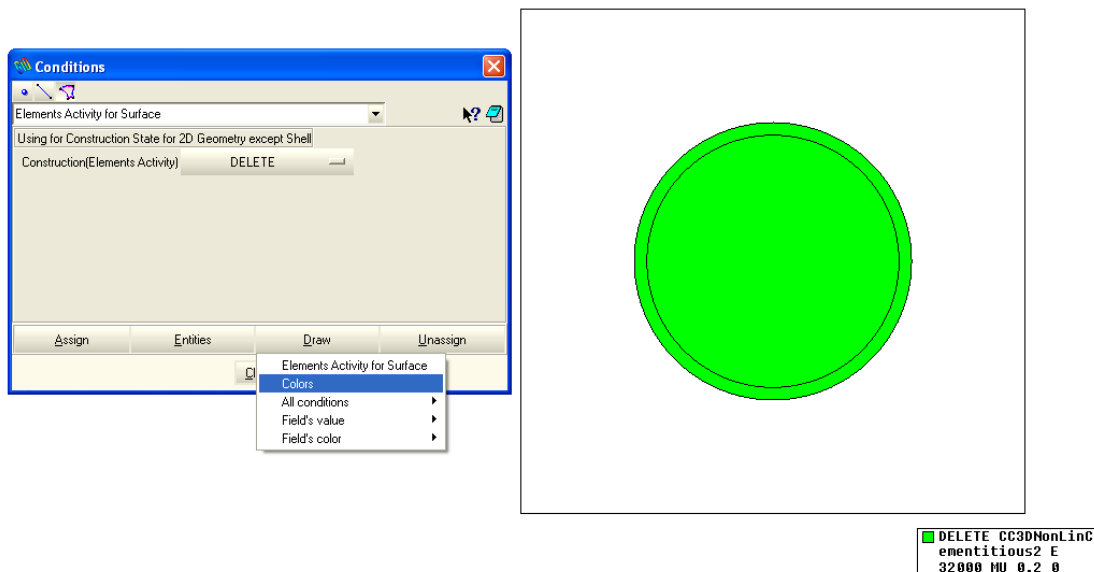 Conditions
Elements Activity for Surface
Using for Construction State for 2D Geometry except Shell
Construction(Elements Activity) DELETE
Assign Entities Draw Unassign
Elements Activity for Surface
Colors
All conditions
Field's value
Field's color
DELETE CC3DNonLinC
ementitious2 E
32000 MU 0.2 0